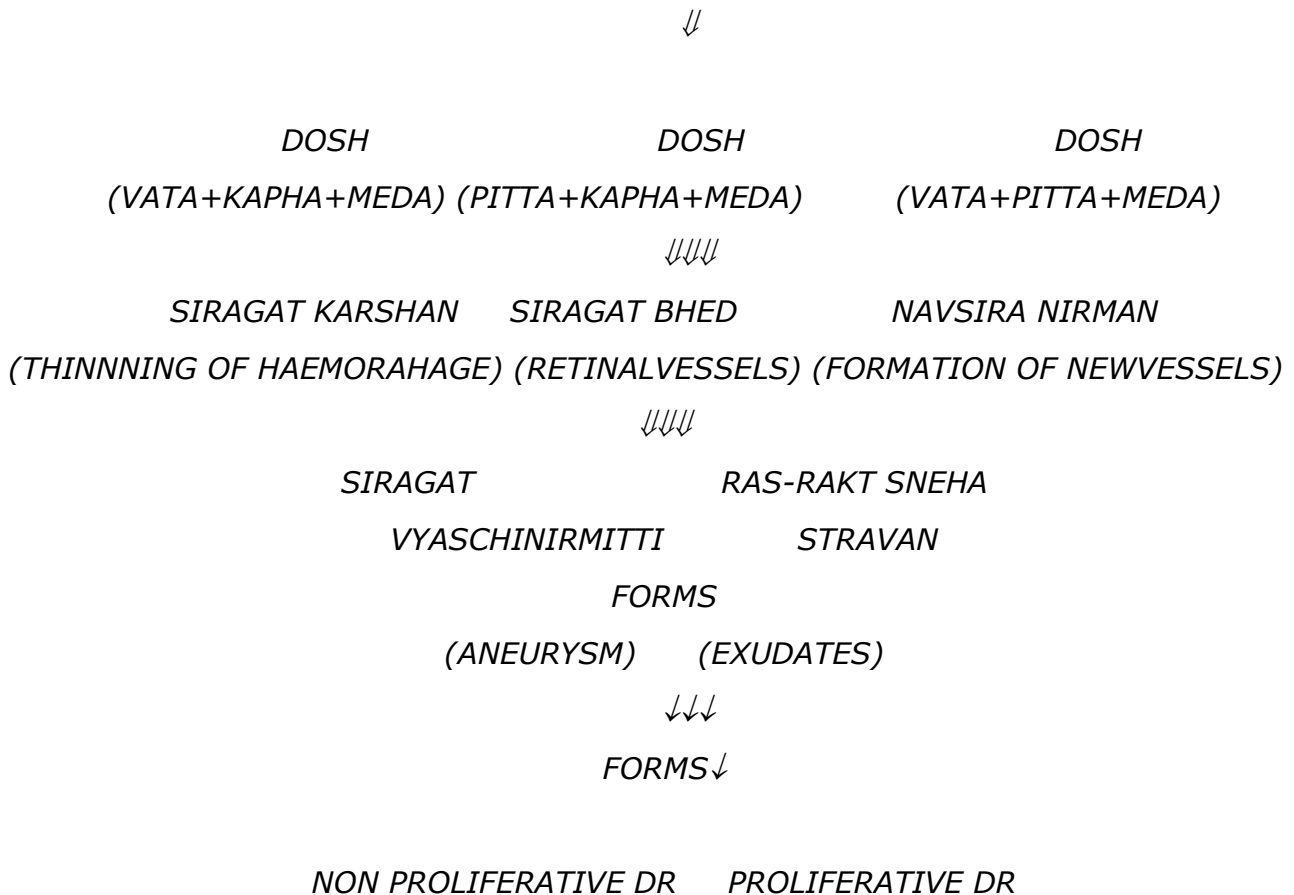 ⇓
DOSH DOSH DOSH
(VATA+KAPHA+MEDA) (PITTA+KAPHA+MEDA) (VATA+PITTA+MEDA)
⇓⇓⇓
SIRAGAT KARSHAN SIRAGAT BHED NAVSIRA NIRMAN
(THINNNING OF HAEMORAHAGE) (RETINALVESSELS) (FORMATION OF NEWVESSELS)
⇓⇓⇓
SIRAGAT RAS-RAKT SNEHA
VYASCHINIRMITTI STRAVAN
FORMS
(ANEURYSM) (EXUDATES)
↓↓↓
FORMS↓
NON PROLIFERATIVE DR PROLIFERATIVE DR